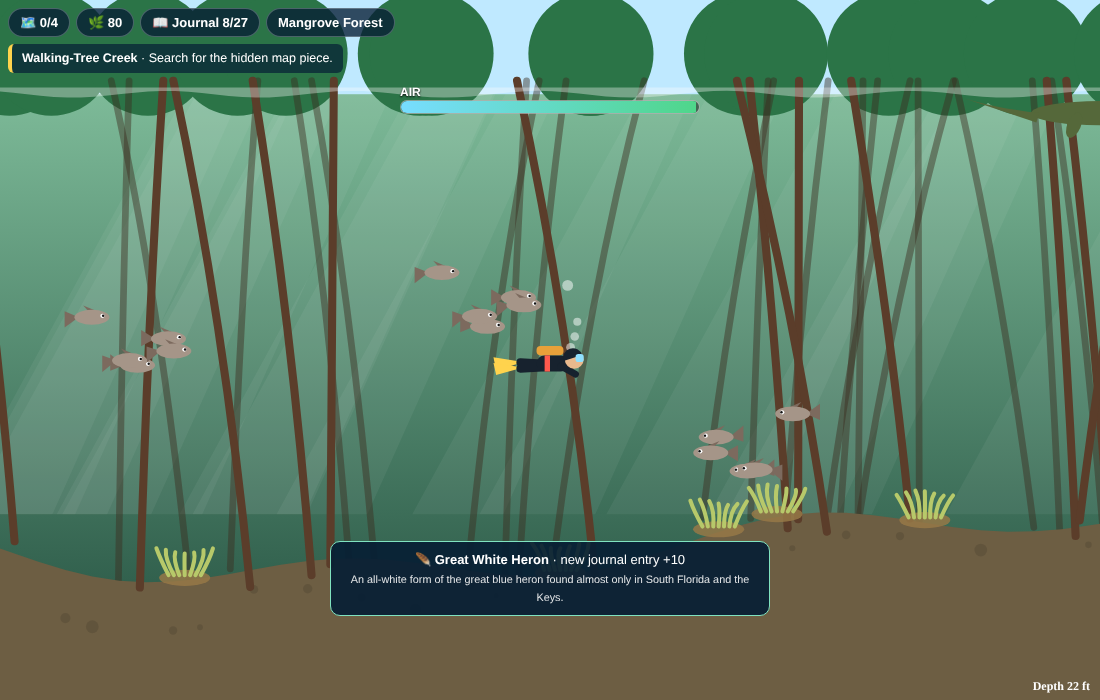 🗺️ 0/4
🌿 80
📖 Journal 8/27
Mangrove Forest
Walking-Tree Creek · Search for the hidden map piece.
AIR
🪶 Great White Heron · new journal entry +10
An all-white form of the great blue heron found almost only in South Florida and the
Keys.
Depth 22 ft